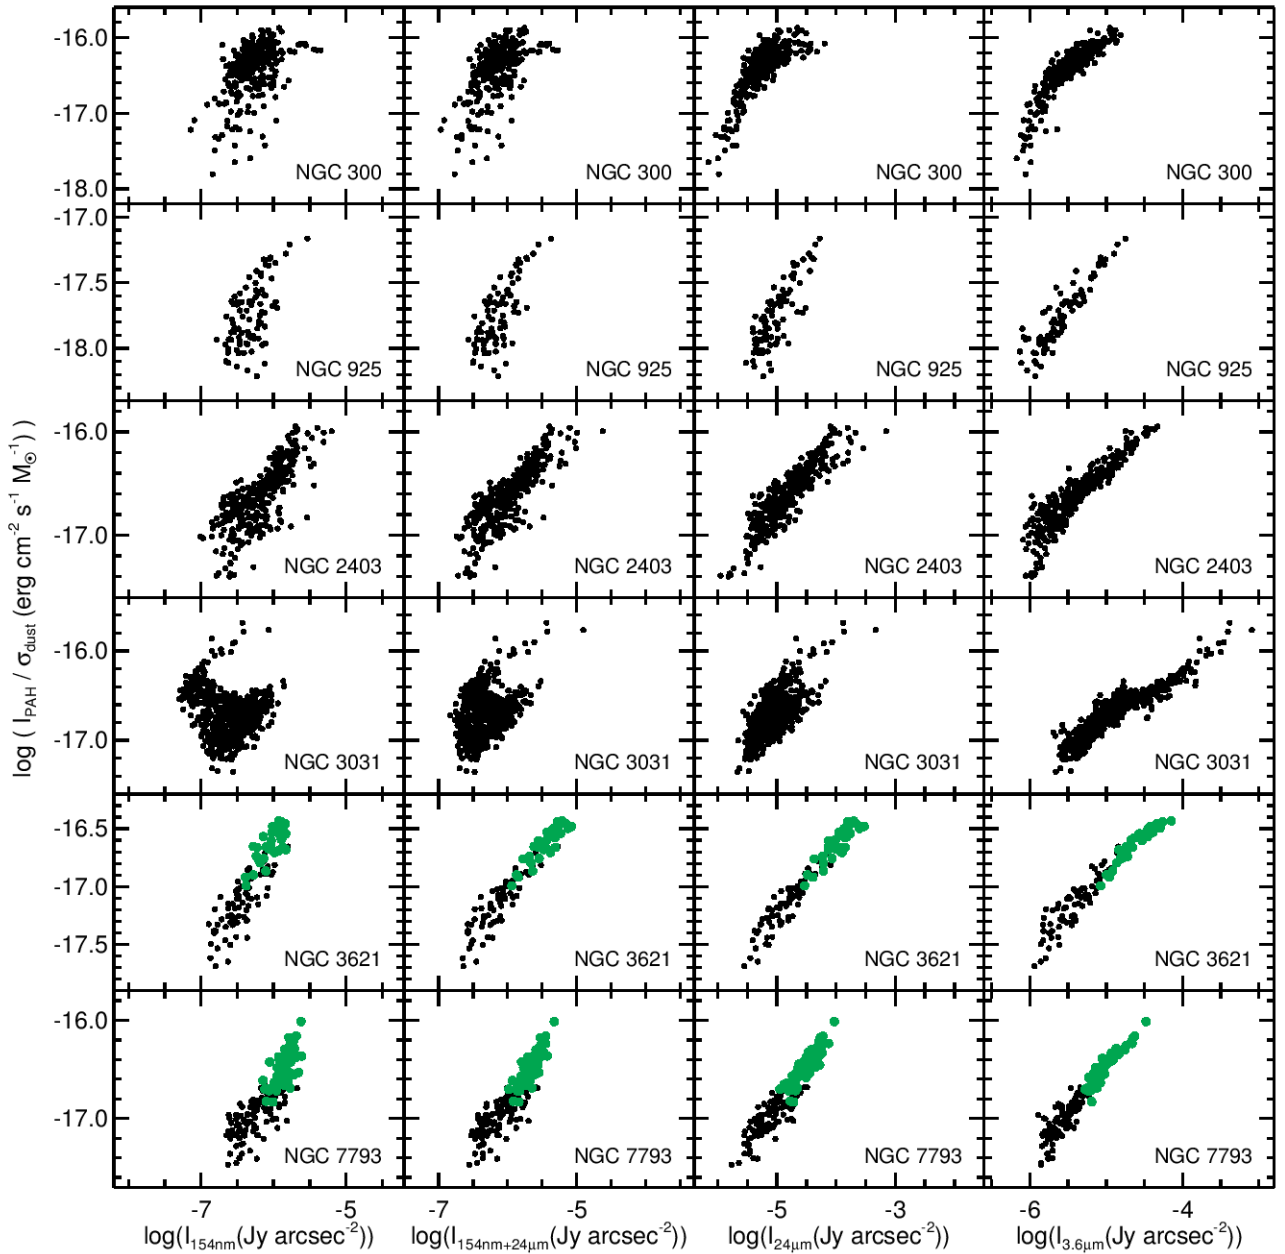 log ( I_PAH / σ_dust (erg cm⁻² s⁻¹ M_⊙⁻¹) )
-16.0
-17.0
-18.0
NGC 300 NGC 300 NGC 300 NGC 300
-17.0
-17.5
-18.0
NGC 925 NGC 925 NGC 925 NGC 925
-16.0
-17.0
NGC 2403 NGC 2403 NGC 2403 NGC 2403
-16.0
-17.0
NGC 3031 NGC 3031 NGC 3031 NGC 3031
-16.5
-17.0
-17.5
NGC 3621 NGC 3621 NGC 3621 NGC 3621
-16.0
-17.0
NGC 7793 NGC 7793 NGC 7793 NGC 7793
-7 -5 -7 -5 -5 -3 -6 -4
log(I_154nm(Jy arcsec⁻²)) log(I_154nm+24μm(Jy arcsec⁻²)) log(I_24μm(Jy arcsec⁻²)) log(I_3.6μm(Jy arcsec⁻²))